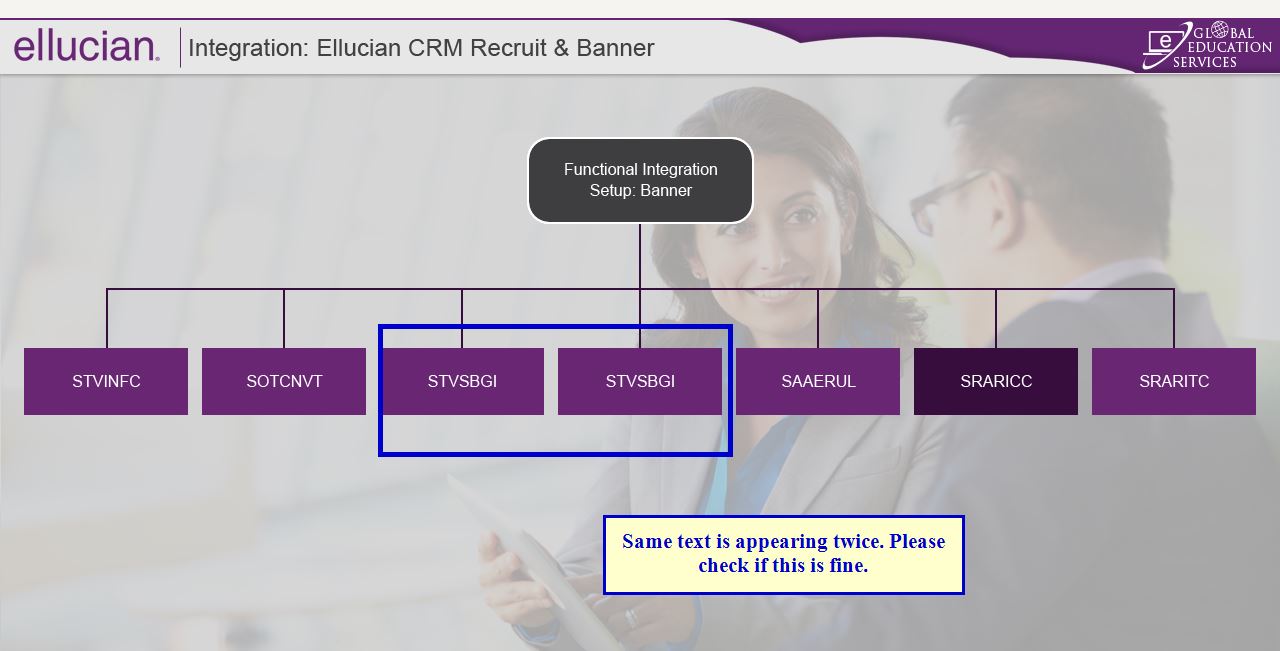 ellucian.
Integration: Ellucian CRM Recruit & Banner
e
GLOBAL
EDUCATION
SERVICES
Functional Integration
Setup: Banner
STVINFC
SOTCNVT
STVSBGI
STVSBGI
SAAERUL
SRARICC
SRARITC
Same text is appearing twice. Please
check if this is fine.